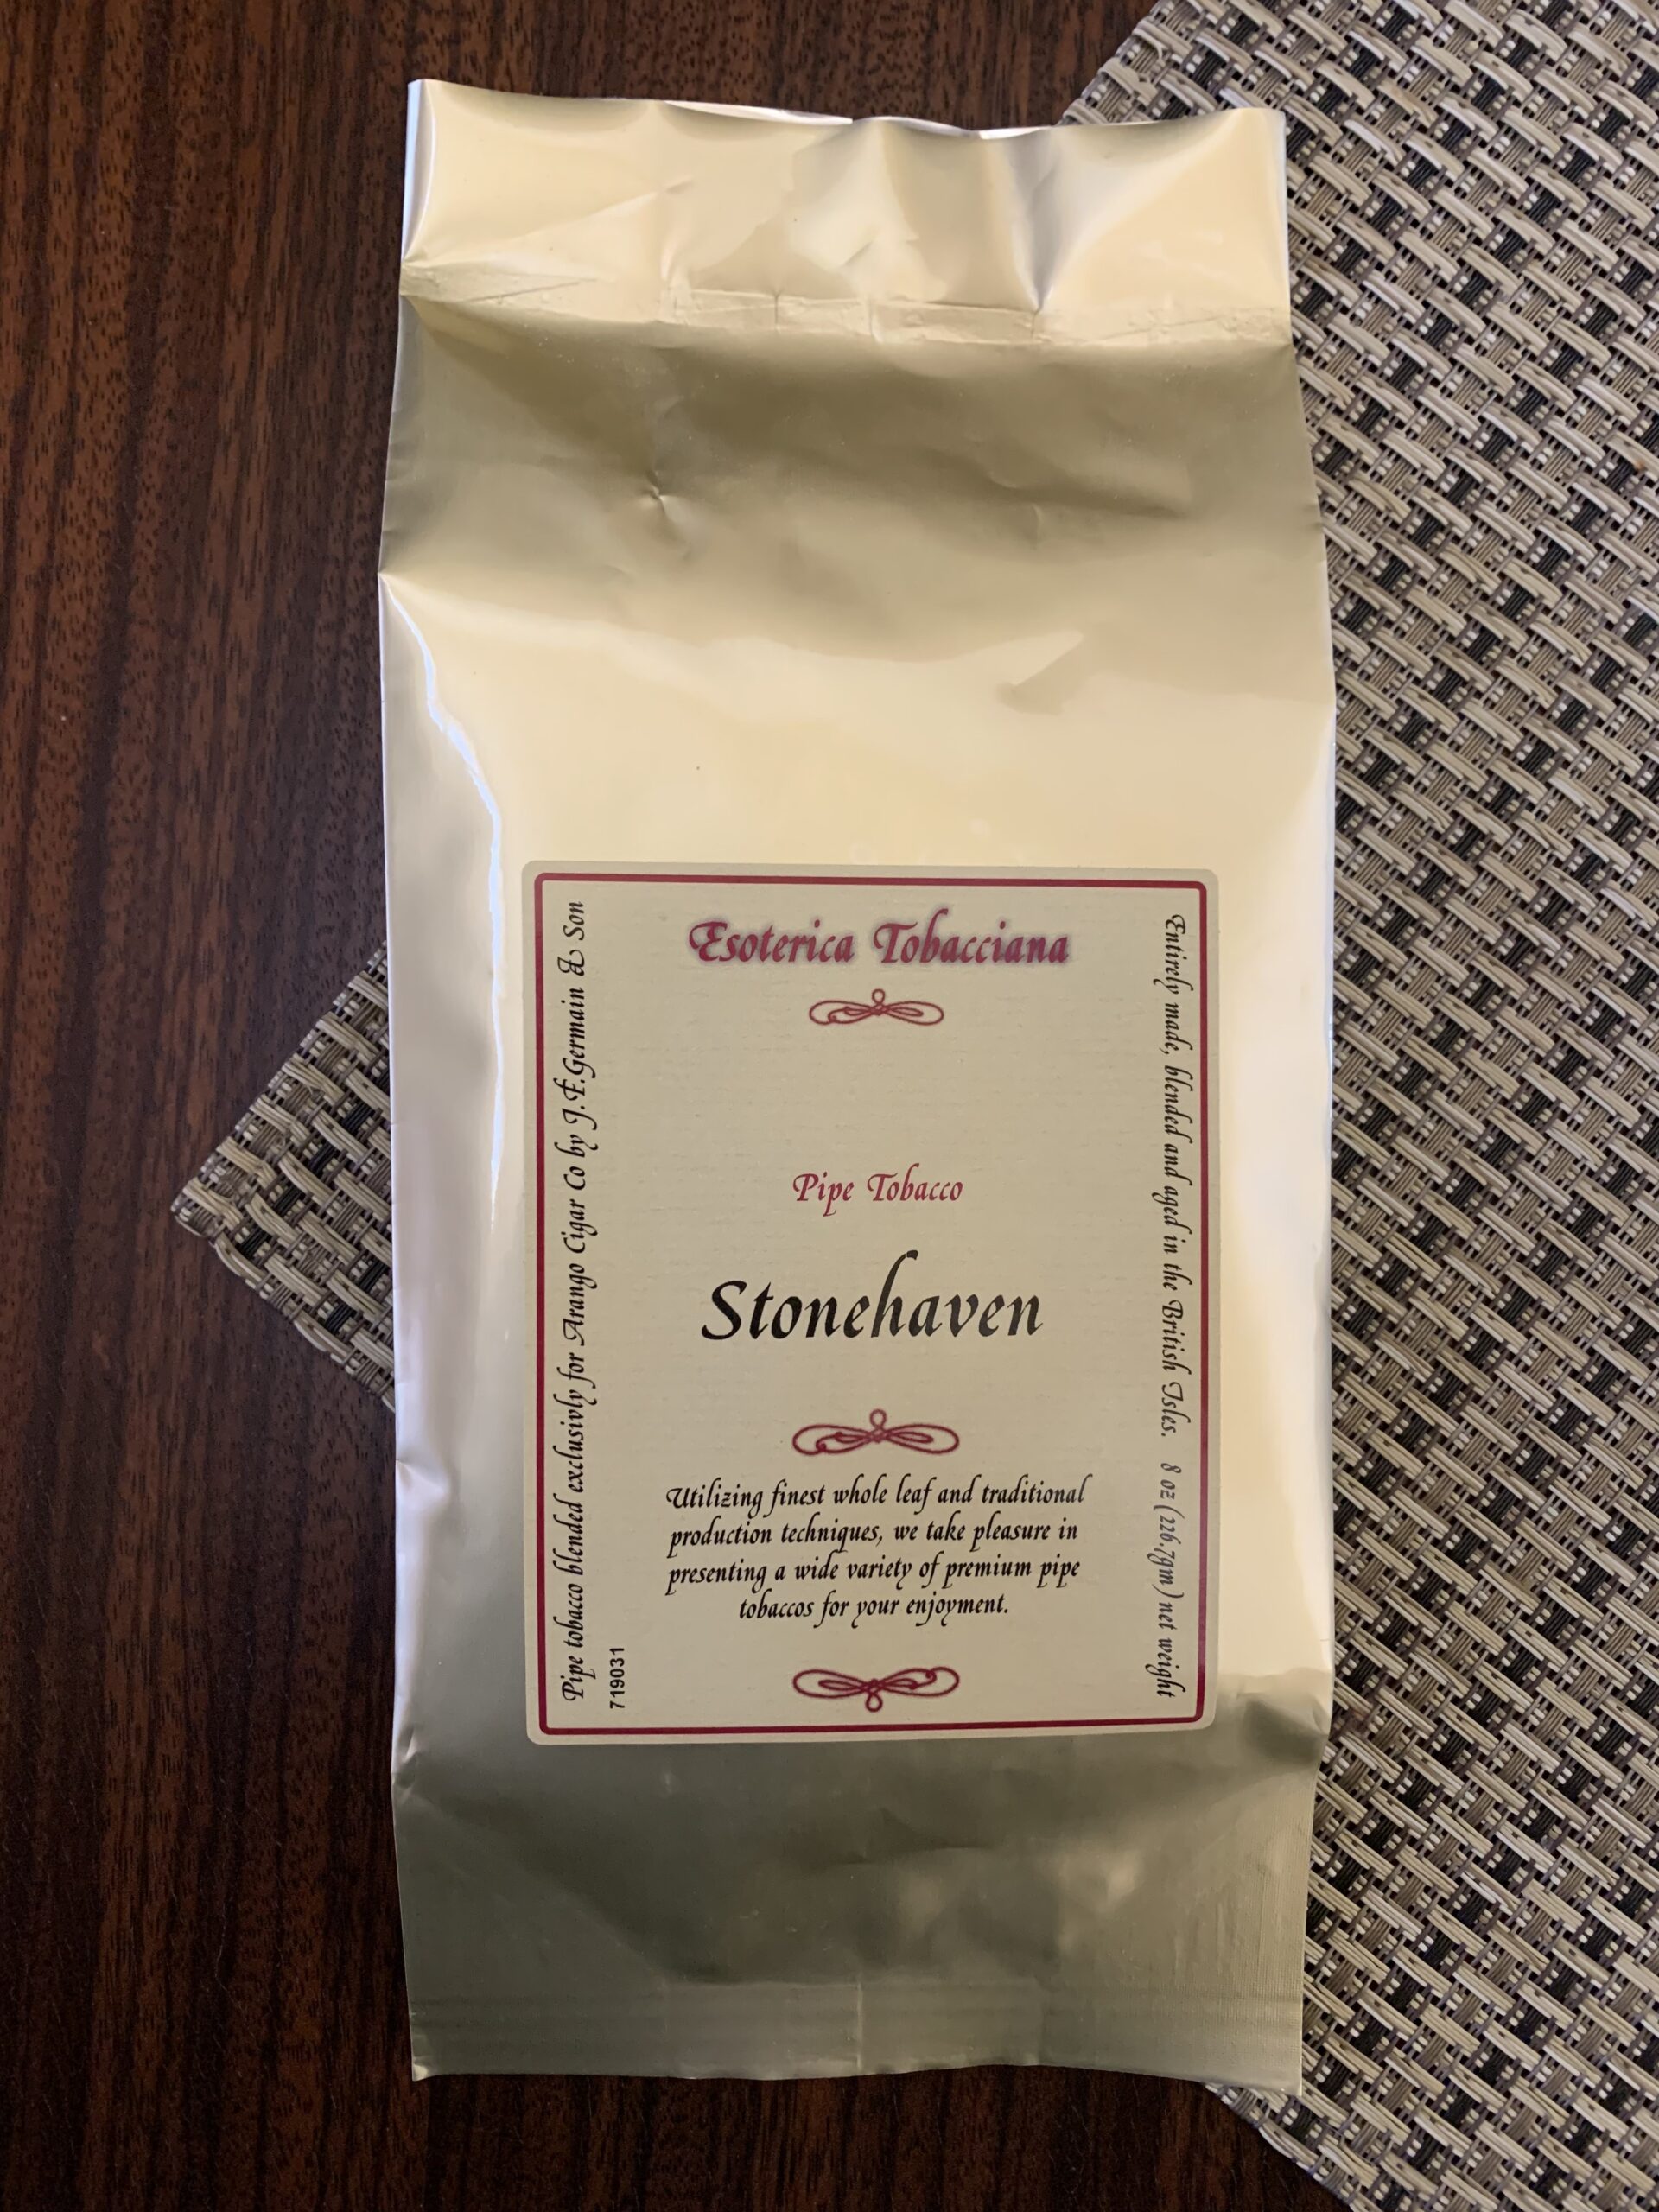 Esoterica Tobacciana
Pipe Tobacco
Stonehaven
Utilizing finest whole leaf and traditional
production techniques, we take pleasure in
presenting a wide variety of premium pipe
tobaccos for your enjoyment.
Pipe tobacco blended exclusivly for Arango Cigar Co by J.F.Germain & Son
719031
Entirely made, blended and aged in the British Isles. 8 oz (226.7gm) net weight